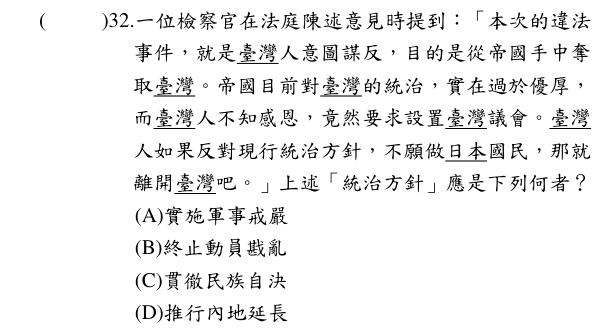 (　　)32.一位檢察官在法庭陳述意見時提到：「本次的違法
事件，就是臺灣人意圖謀反，目的是從帝國手中奪
取臺灣。帝國目前對臺灣的統治，實在過於優厚，
而臺灣人不知感恩，竟然要求設置臺灣議會。臺灣
人如果反對現行統治方針，不願做日本國民，那就
離開臺灣吧。」上述「統治方針」應是下列何者？
(A)實施軍事戒嚴
(B)終止動員戡亂
(C)貫徹民族自決
(D)推行內地延長